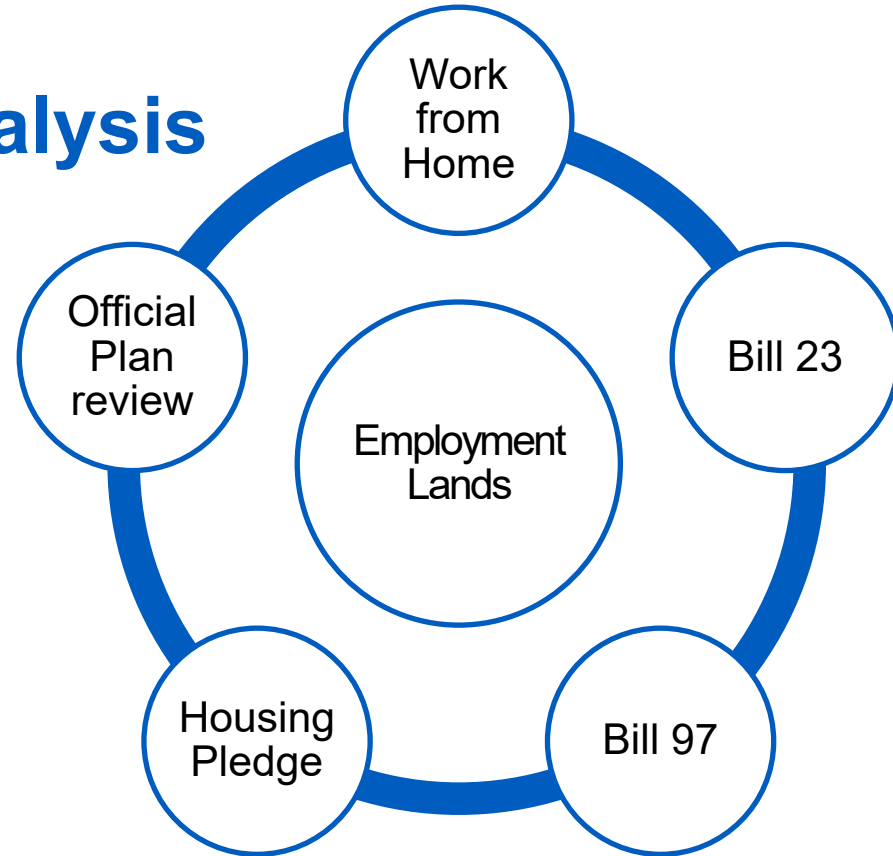 alysis
Work
from
Home
Official
Plan
review
Bill 23
Employment
Lands
Housing
Pledge
Bill 97